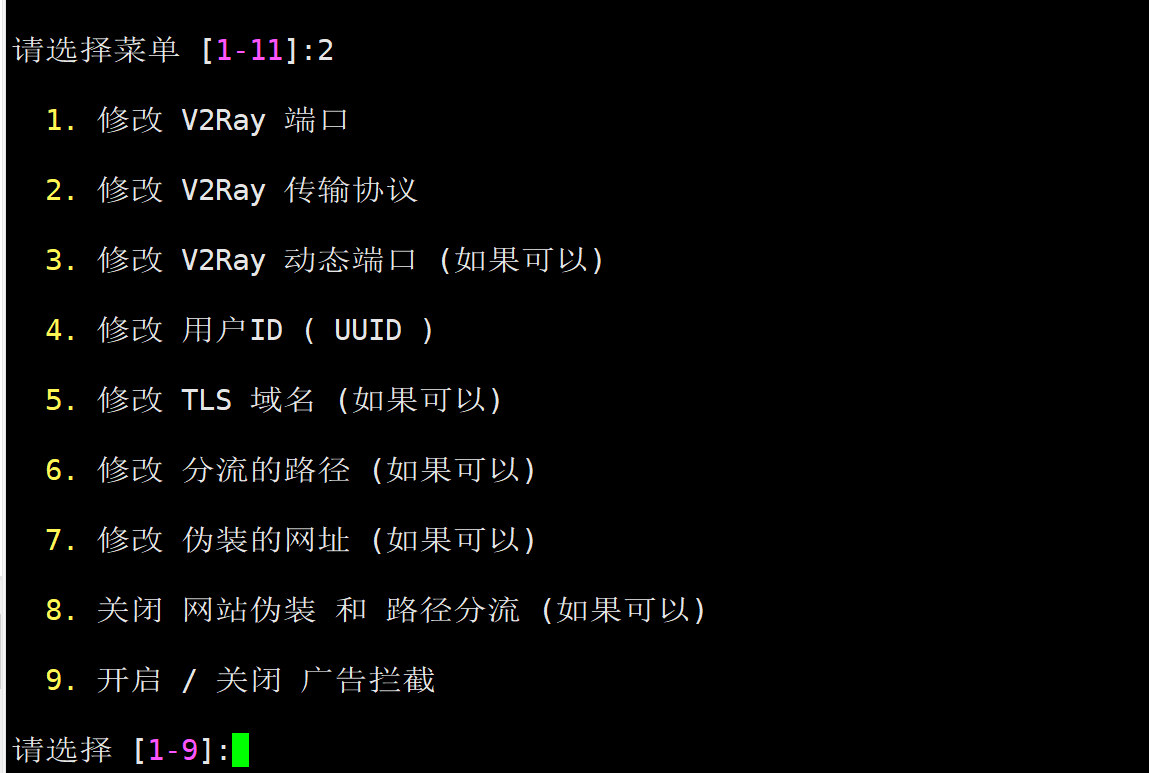 请选择菜单 [1-11]:2
1. 修改 V2Ray 端口
2. 修改 V2Ray 传输协议
3. 修改 V2Ray 动态端口 (如果可以)
4. 修改 用户ID ( UUID )
5. 修改 TLS 域名 (如果可以)
6. 修改 分流的路径 (如果可以)
7. 修改 伪装的网址 (如果可以)
8. 关闭 网站伪装 和 路径分流 (如果可以)
9. 开启 / 关闭 广告拦截
请选择 [1-9]: